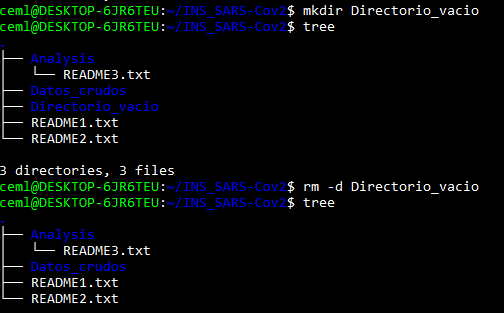 ceml@DESKTOP-6JR6TEU:~/INS_SARS-Cov2$ mkdir Directorio_vacio
ceml@DESKTOP-6JR6TEU:~/INS_SARS-Cov2$ tree
.
├── Analysis
│   └── README3.txt
├── Datos_crudos
├── Directorio_vacio
├── README1.txt
└── README2.txt

3 directories, 3 files
ceml@DESKTOP-6JR6TEU:~/INS_SARS-Cov2$ rm -d Directorio_vacio
ceml@DESKTOP-6JR6TEU:~/INS_SARS-Cov2$ tree
.
├── Analysis
│   └── README3.txt
├── Datos_crudos
├── README1.txt
└── README2.txt